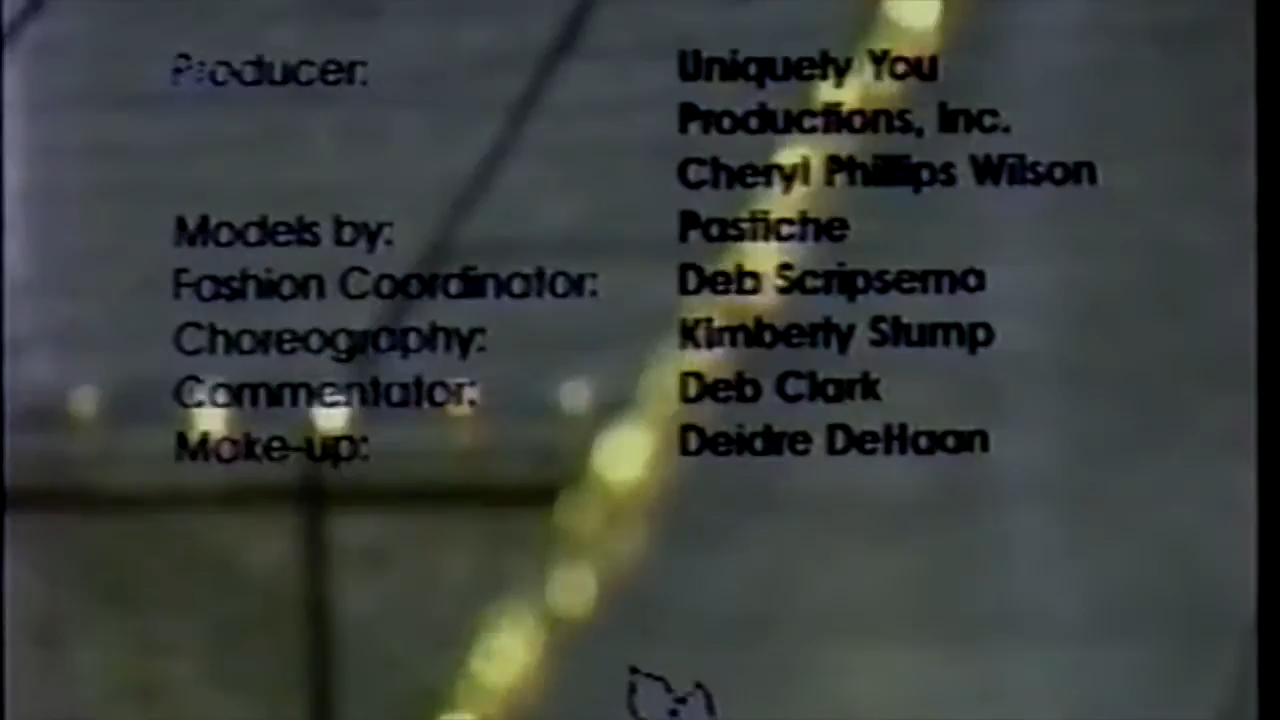 Producer: Uniquely You
Productions, Inc.
Cheryl Phillips Wilson
Models by: Pastiche
Fashion Coordinator: Deb Scripsema
Choreography: Kimberly Stump
Commentator: Deb Clark
Make-up: Deidre DeHaan